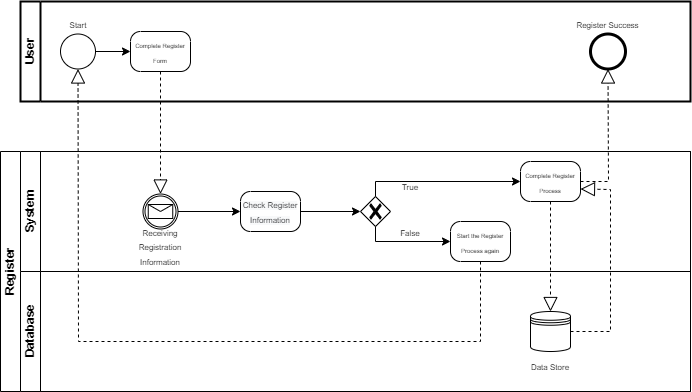 User
Start
Complete Register
Form
Register Success
Register
System
Receiving
Registration
Information
Check Register
Information
True
False
Complete Register
Process
Start the Register
Process again
Database
Data Store